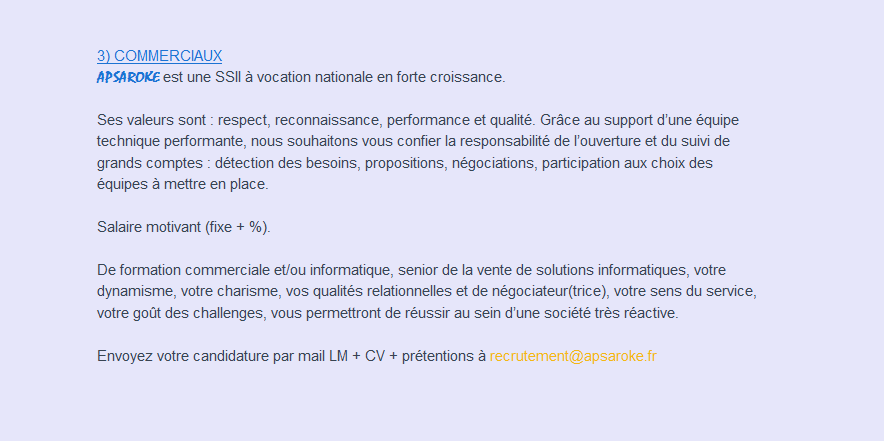 3) COMMERCIAUX
APSAROKE est une SSII à vocation nationale en forte croissance.
Ses valeurs sont : respect, reconnaissance, performance et qualité. Grâce au support d’une équipe
technique performante, nous souhaitons vous confier la responsabilité de l’ouverture et du suivi de
grands comptes : détection des besoins, propositions, négociations, participation aux choix des
équipes à mettre en place.
Salaire motivant (fixe + %).
De formation commerciale et/ou informatique, senior de la vente de solutions informatiques, votre
dynamisme, votre charisme, vos qualités relationnelles et de négociateur(trice), votre sens du service,
votre goût des challenges, vous permettront de réussir au sein d’une société très réactive.
Envoyez votre candidature par mail LM + CV + prétentions à recrutement@apsaroke.fr